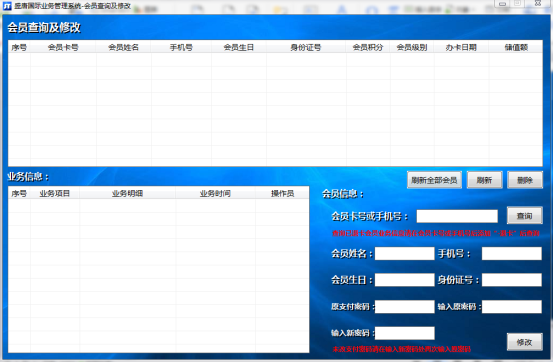 盛唐国际业务管理系统-会员查询及修改
会员查询及修改
序号 会员卡号 会员姓名 手机号 会员生日 身份证号 会员积分 会员级别 办卡日期 储值额
刷新全部会员 刷新 删除
业务信息：
序号 业务项目 业务明细 业务时间 操作员
会员信息：
会员卡号或手机号： 查询
会员姓名： 手机号：
会员生日： 身份证号：
原支付密码： 输入原密码：
输入新密码：
修改